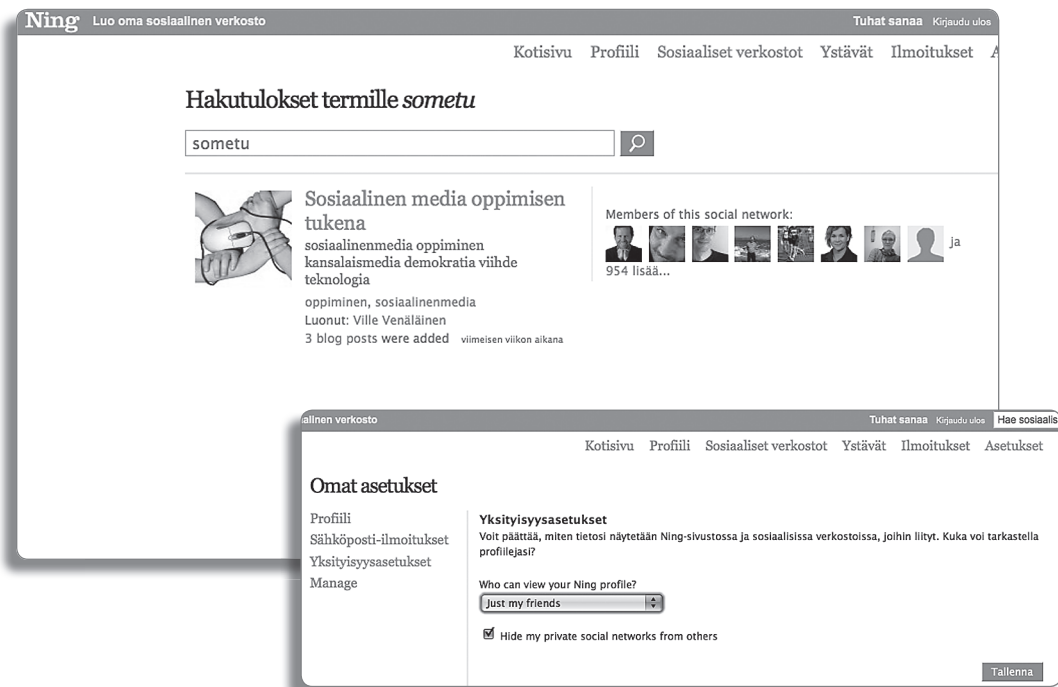 Ning Luo oma sosiaalinen verkosto Tuhat sanaa Kirjaudu ulos
Kotisivu Profiili Sosiaaliset verkostot Ystävät Ilmoitukset A
Hakutulokset termille sometu
sometu
Sosiaalinen media oppimisen
tukena
sosiaalinenmedia oppiminen
kansalaismedia demokratia viihde
teknologia
oppiminen, sosiaalinenmedia
Luonut: Ville Venäläinen
3 blog posts were added viimeisen viikon aikana
Members of this social network:
ja
954 lisää...
alinen verkosto Tuhat sanaa Kirjaudu ulos Hae sosiaalis
Kotisivu Profiili Sosiaaliset verkostot Ystävät Ilmoitukset Asetukset
Omat asetukset
Profiili
Sähköposti-ilmoitukset
Yksityisyysasetukset
Manage
Yksityisyysasetukset
Voit päättää, miten tietosi näytetään Ning-sivustossa ja sosiaalisissa verkostoissa, joihin liityt. Kuka voi tarkastella
profiilejasi?
Who can view your Ning profile?
Just my friends
Hide my private social networks from others
Tallenna